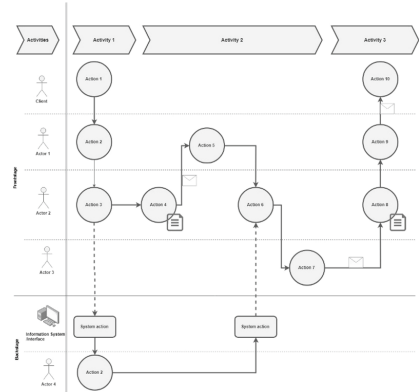 Activities
Activity 1
Activity 2
Activity 3
Client
Action 1
Action 10
Frontstage
Actor 1
Action 2
Action 5
Action 9
Actor 2
Action 3
Action 4
Action 6
Action 8
Actor 3
Action 7
Backstage
Information System
Interface
System action
System action
Actor 4
Action 3